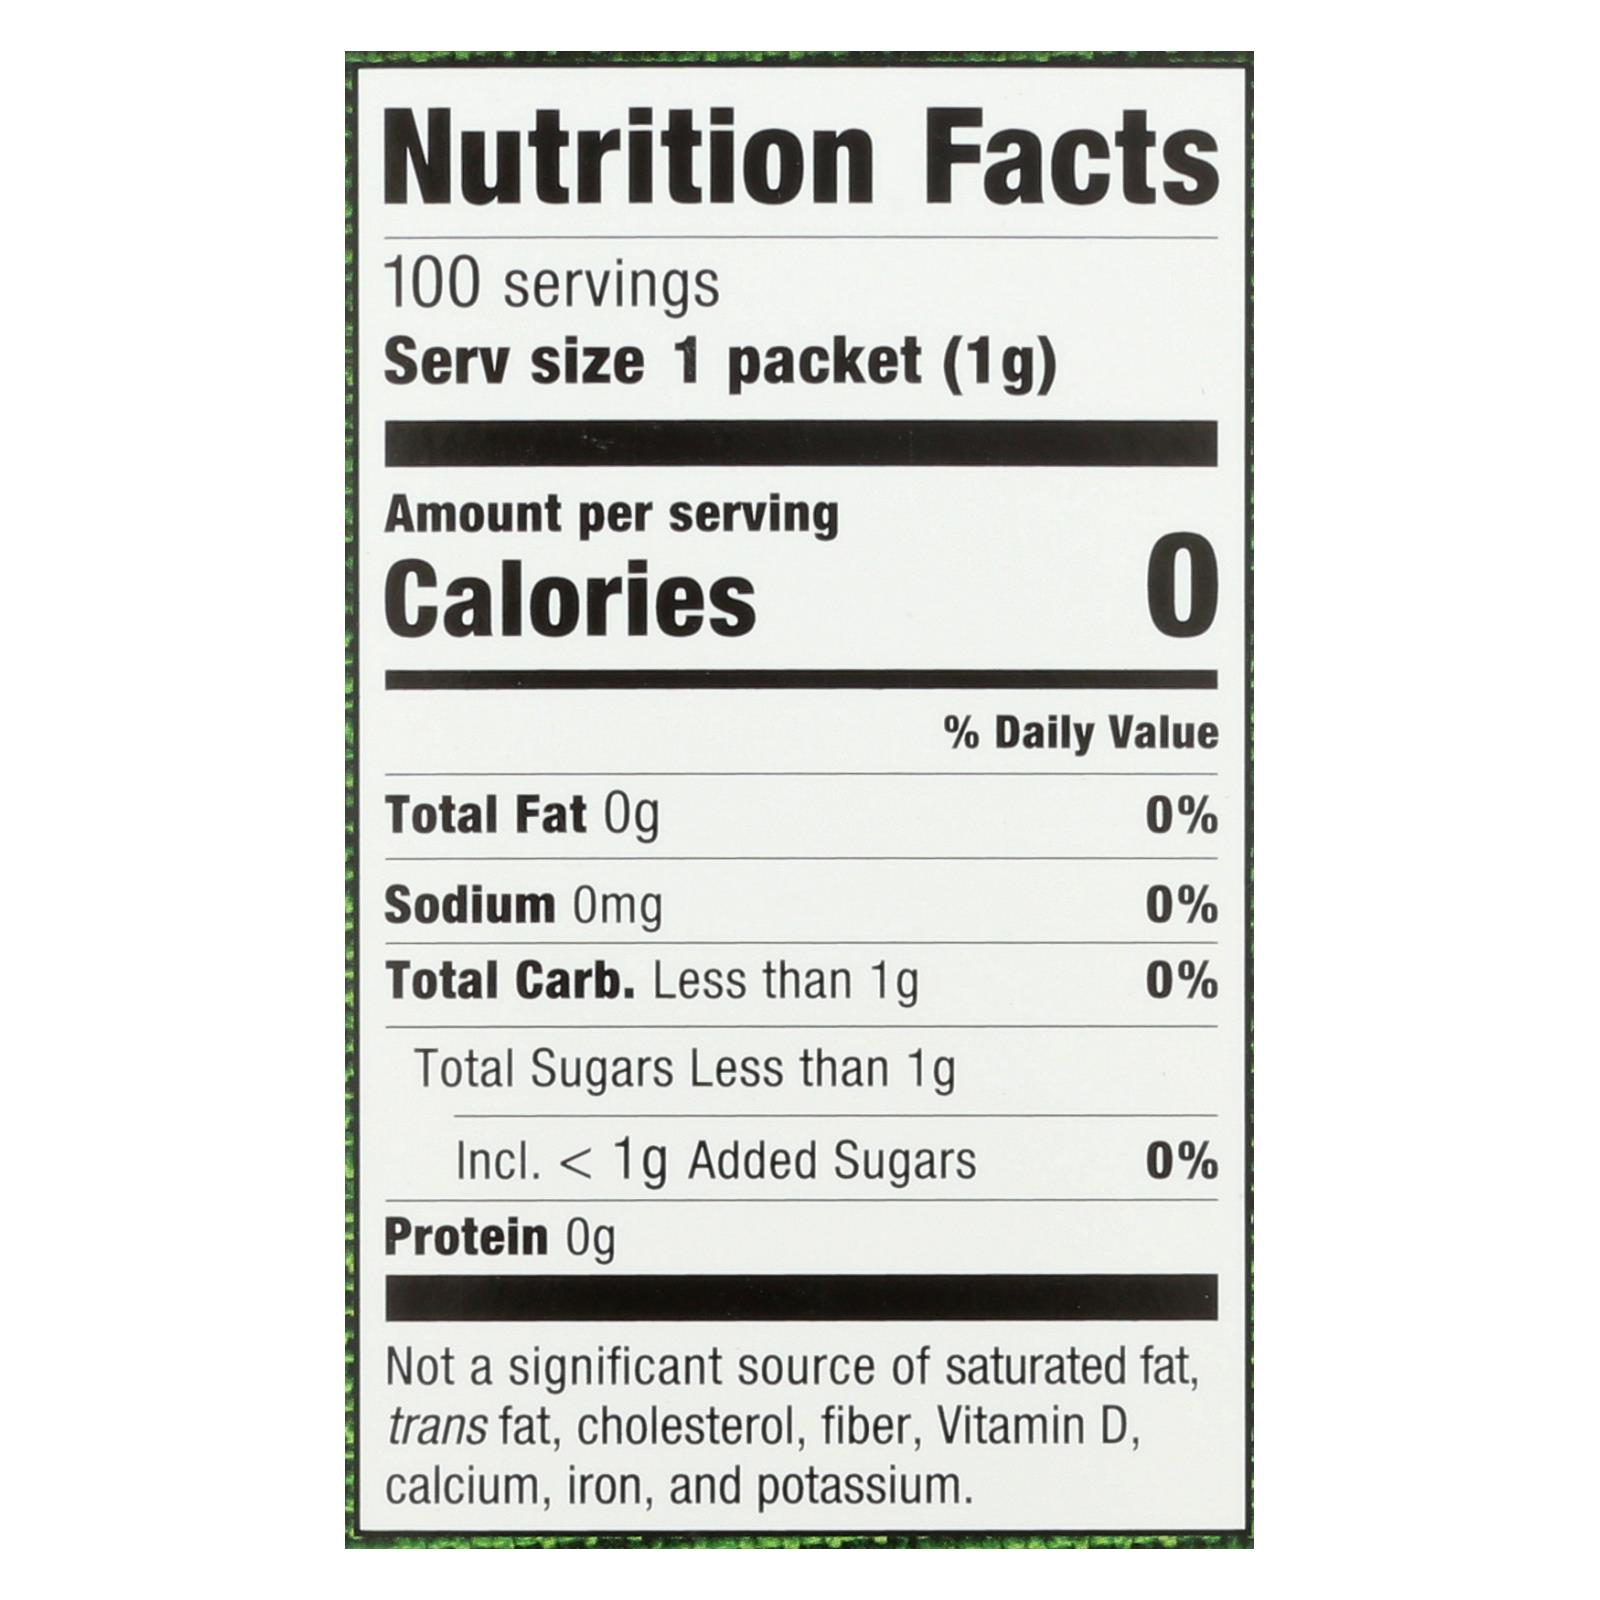 Nutrition Facts
100 servings
Serv size 1 packet (1g)
Amount per serving
Calories 0
% Daily Value
Total Fat 0g 0%
Sodium 0mg 0%
Total Carb. Less than 1g 0%
Total Sugars Less than 1g
Incl. < 1g Added Sugars 0%
Protein 0g
Not a significant source of saturated fat,
trans fat, cholesterol, fiber, Vitamin D,
calcium, iron, and potassium.